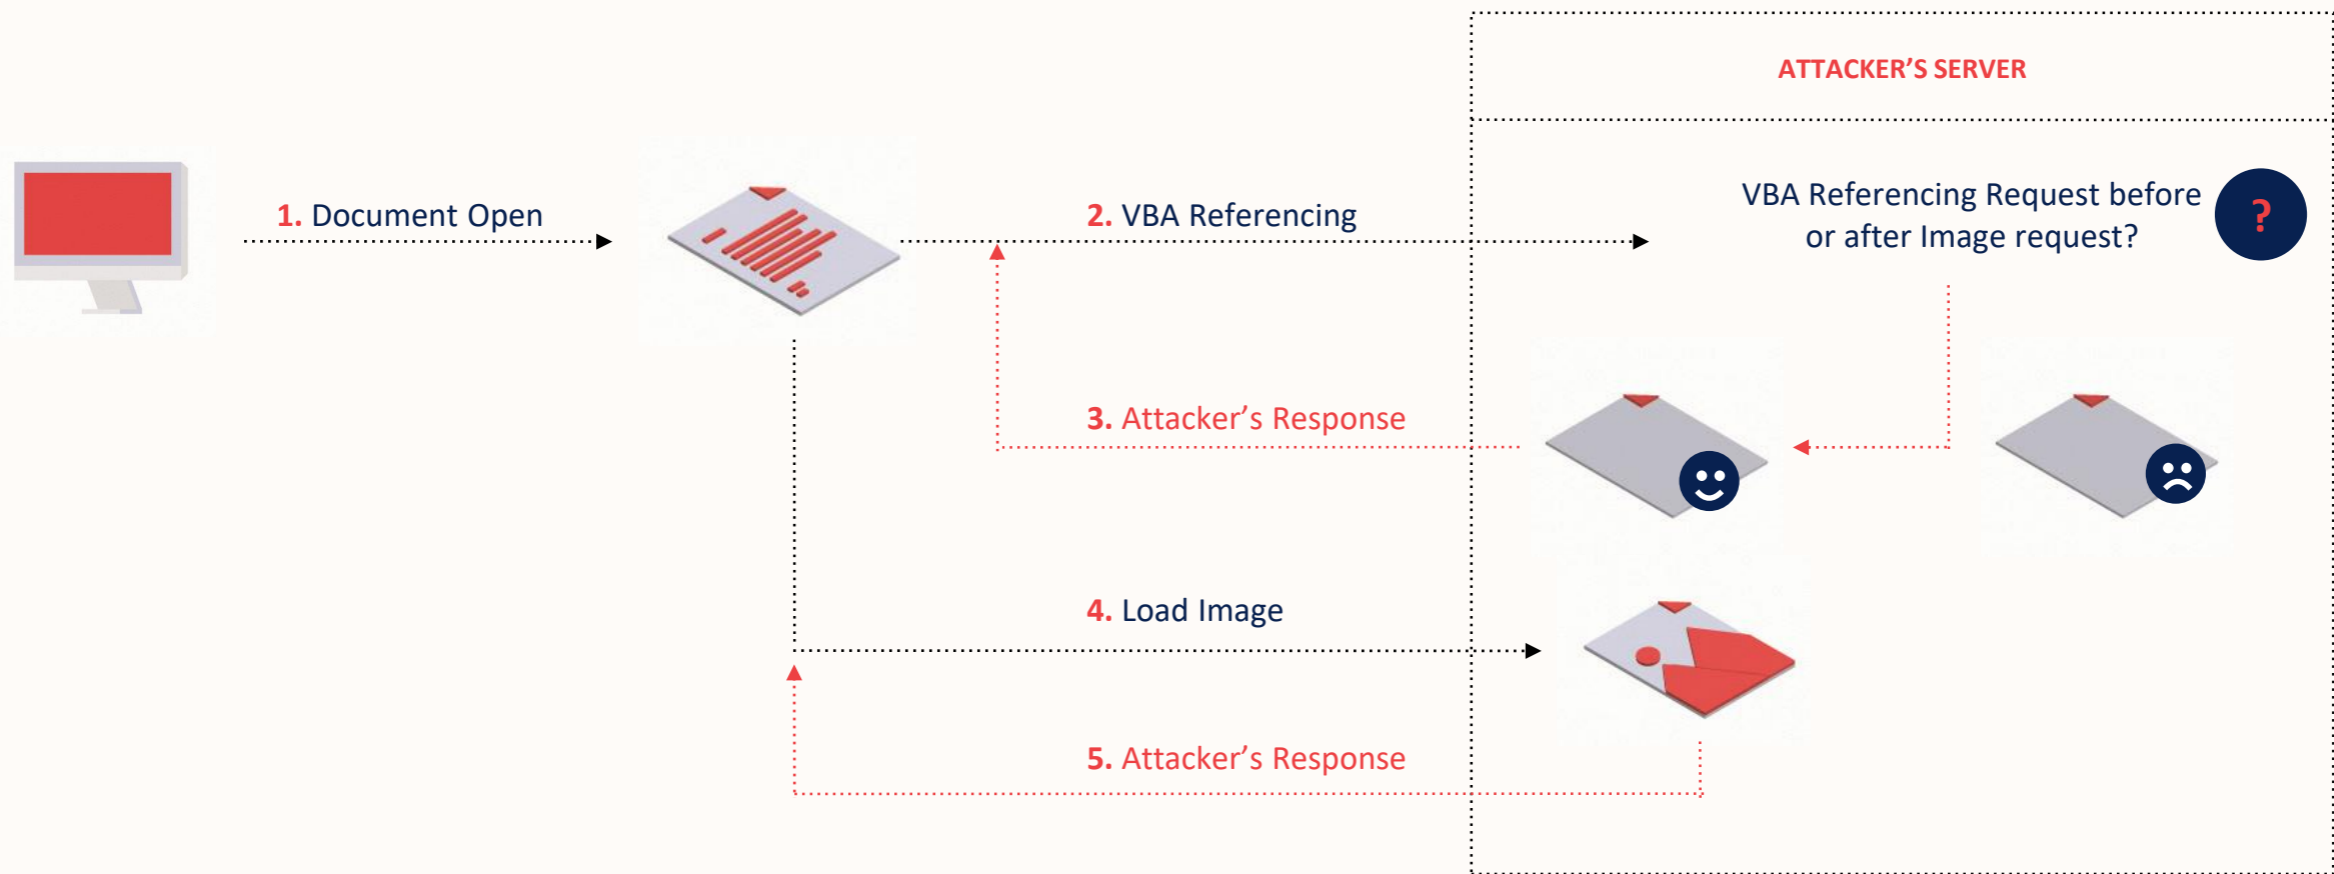 ATTACKER’S SERVER
1. Document Open
2. VBA Referencing
VBA Referencing Request before
or after Image request?
?
3. Attacker’s Response
4. Load Image
5. Attacker’s Response